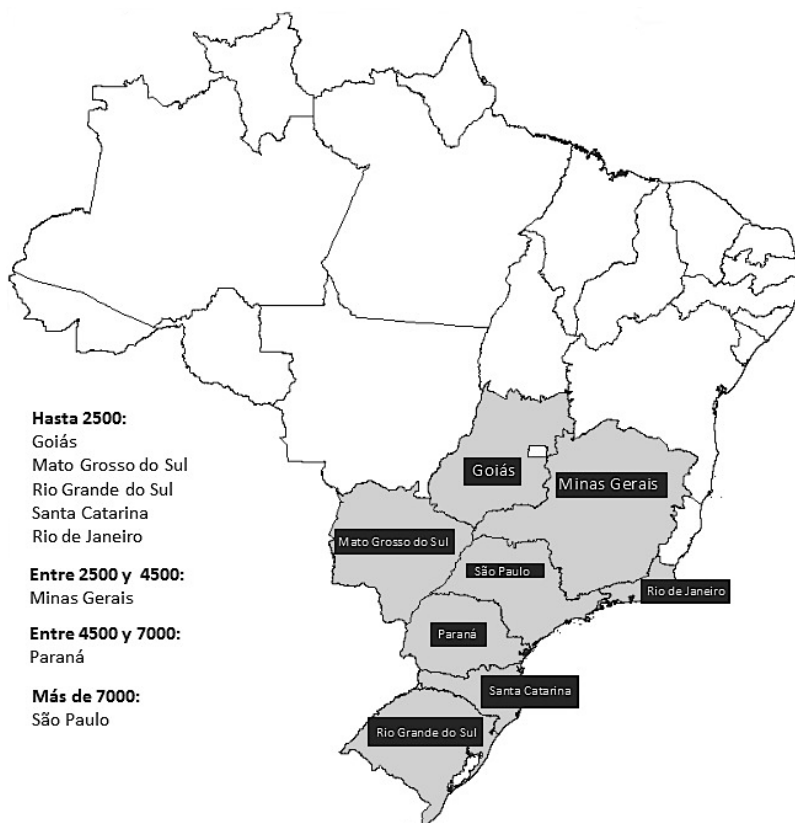 Hasta 2500:
Goiás
Mato Grosso do Sul
Rio Grande do Sul
Santa Catarina
Rio de Janeiro
Entre 2500 y 4500:
Minas Gerais
Entre 4500 y 7000:
Paraná
Más de 7000:
São Paulo
Goiás
Minas Gerais
Mato Grosso do Sul
São Paulo
Rio de Janeiro
Paraná
Santa Catarina
Rio Grande do Sul